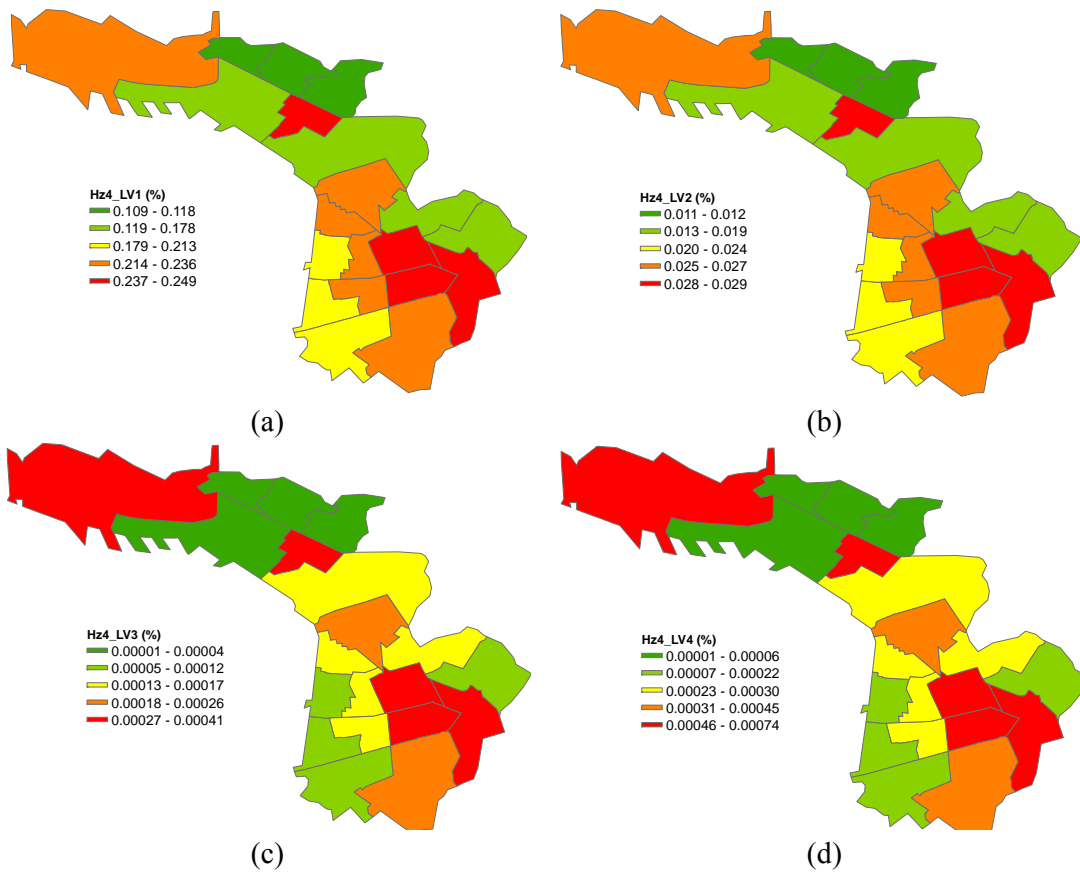 Hz4_LV1 (%)
0.109 - 0.118
0.119 - 0.178
0.179 - 0.213
0.214 - 0.236
0.237 - 0.249
(a)
Hz4_LV2 (%)
0.011 - 0.012
0.013 - 0.019
0.020 - 0.024
0.025 - 0.027
0.028 - 0.029
(b)
Hz4_LV3 (%)
0.00001 - 0.00004
0.00005 - 0.00012
0.00013 - 0.00017
0.00018 - 0.00026
0.00027 - 0.00041
(c)
Hz4_LV4 (%)
0.00001 - 0.00006
0.00007 - 0.00022
0.00023 - 0.00030
0.00031 - 0.00045
0.00046 - 0.00074
(d)